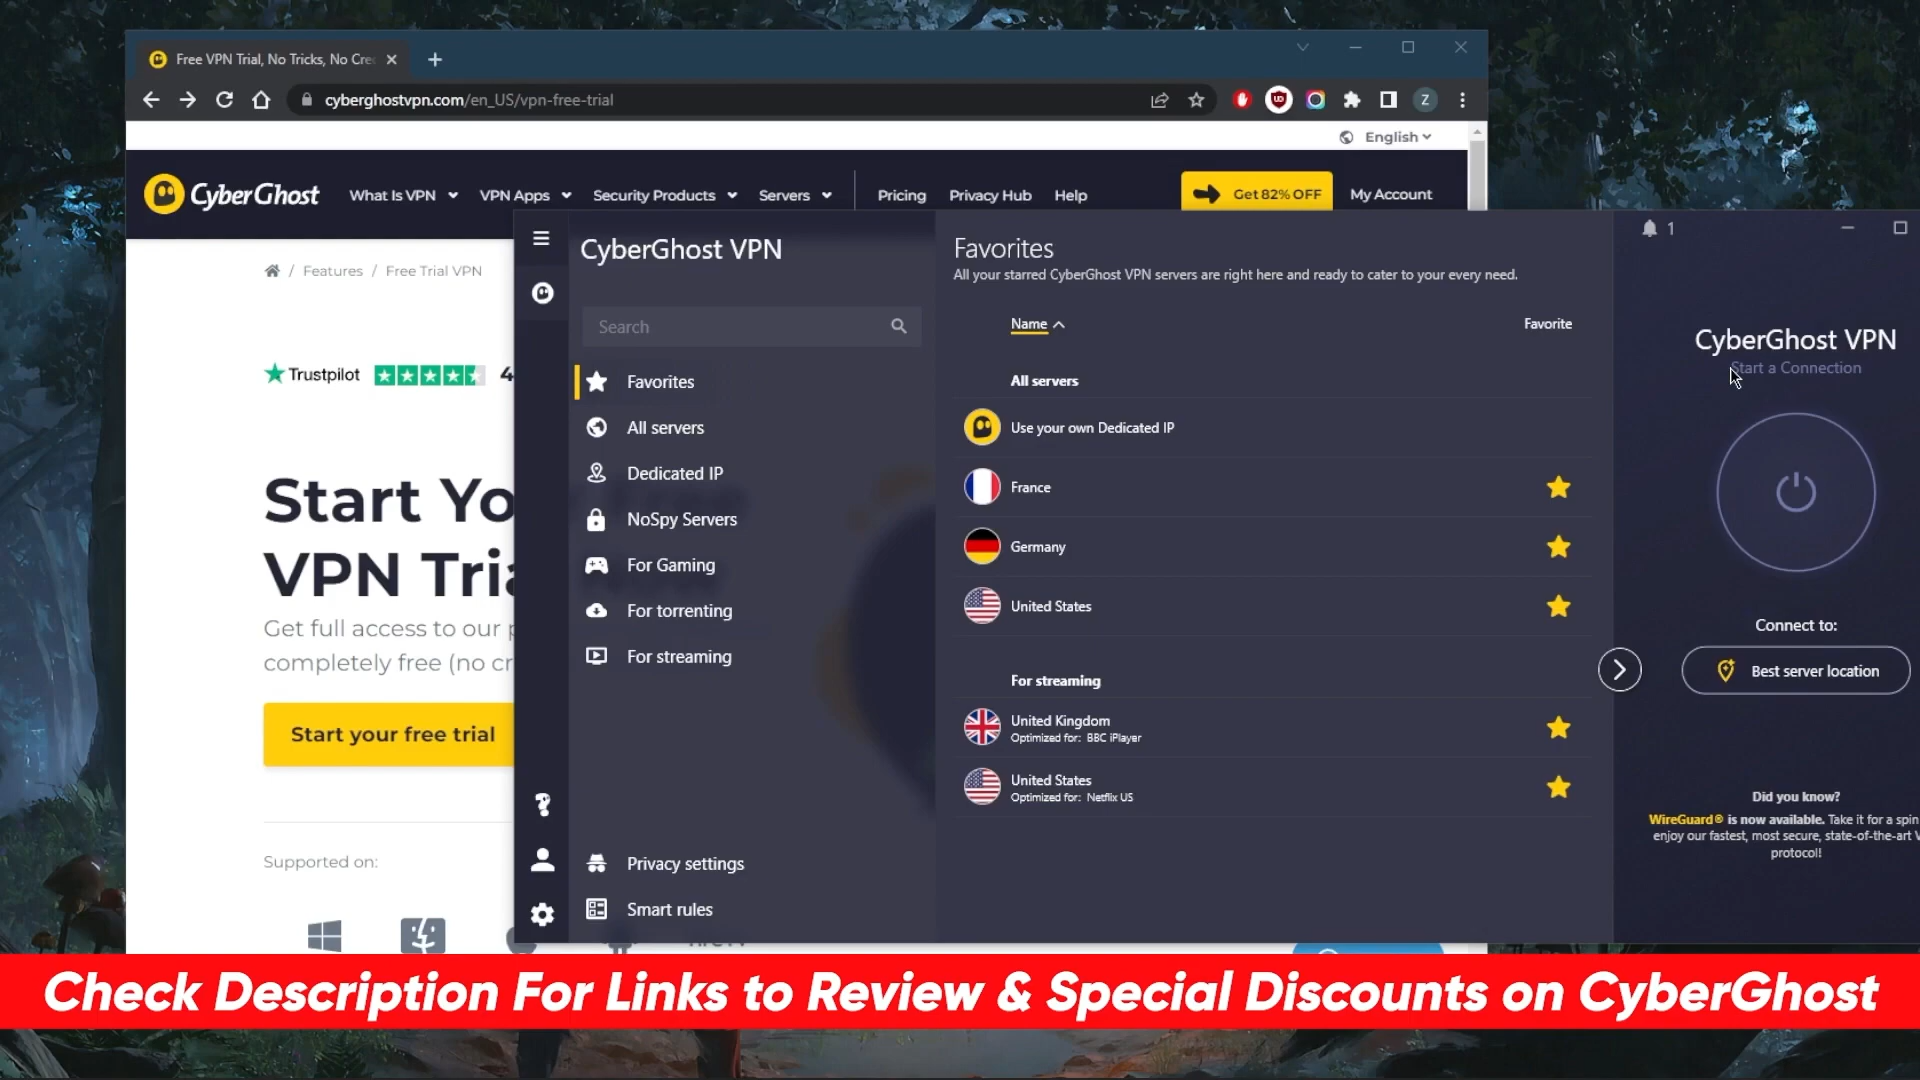 Free VPN Trial, No Tricks, No Cre
cyberghostvpn.com/en_US/vpn-free-trial
Z
English
CyberGhost
What Is VPN
VPN Apps
Security Products
Servers
Pricing
Privacy Hub
Help
Get 82% OFF
My Account
/ Features / Free Trial VPN
Trustpilot
4
Start Yo
VPN Tria
Get full access to our
completely free (no cr
Start your free trial
Supported on:
CyberGhost VPN
Search
Favorites
All servers
Dedicated IP
NoSpy Servers
For Gaming
For torrenting
For streaming
Privacy settings
Smart rules
Favorites
All your starred CyberGhost VPN servers are right here and ready to cater to your every need.
Name
Favorite
All servers
Use your own Dedicated IP
France
Germany
United States
For streaming
United Kingdom
Optimized for: BBC iPlayer
United States
Optimized for: Netflix US
1
CyberGhost VPN
Start a Connection
Connect to:
Best server location
Did you know?
WireGuard® is now available. Take it for a spin
enjoy our fastest, most secure, state-of-the-art V
protocol!
Check Description For Links to Review & Special Discounts on CyberGhost